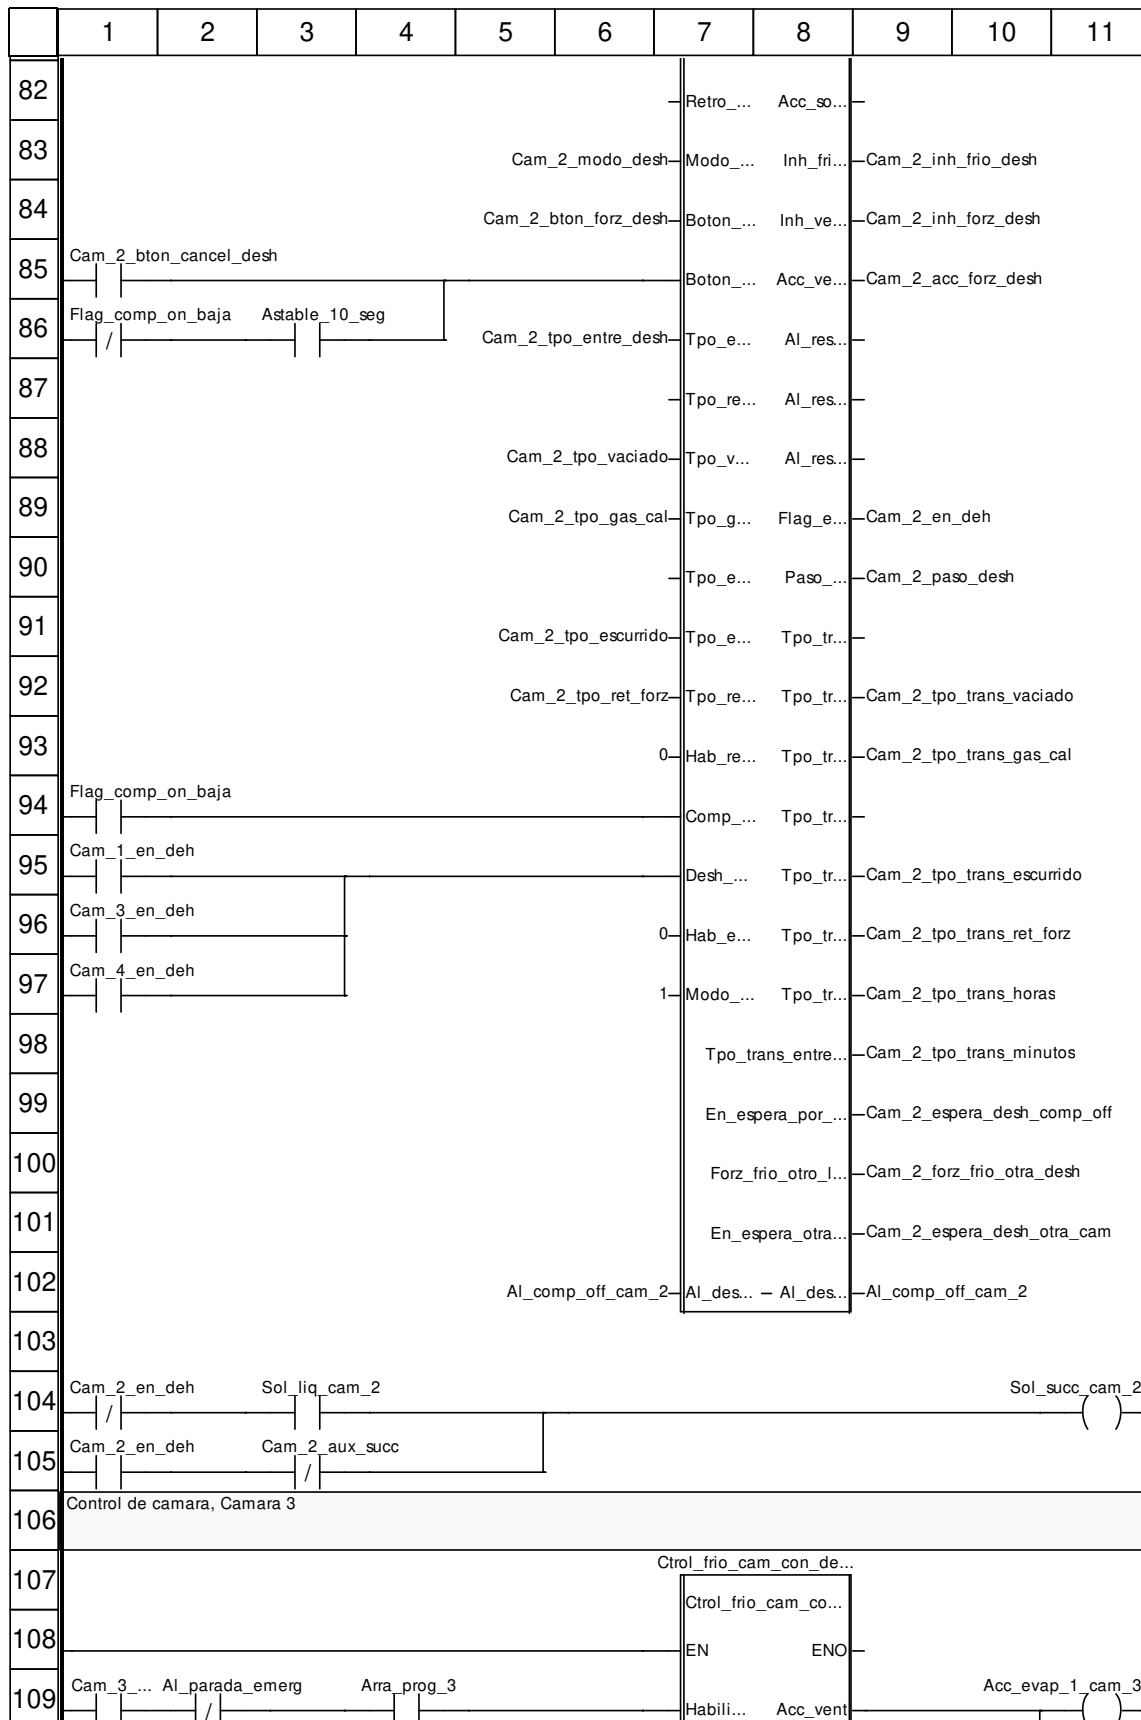 1 2 3 4 5 6 7 8 9 10 11
82 Retro_... Acc_so...
83 Cam_2_modo_desh Modo_... Inh_fri... Cam_2_inh_frio_desh
84 Cam_2_bton_forz_desh Boton_... Inh_ve... Cam_2_inh_forz_desh
Cam_2_bton_cancel_desh
85 Boton_... Acc_ve... Cam_2_acc_forz_desh
Flag_comp_on_baja Astable_10_seg
86 / Cam_2_tpo_entre_desh Tpo_e... Al_res...
87 Tpo_re... Al_res...
88 Cam_2_tpo_vaciado Tpo_v... Al_res...
89 Cam_2_tpo_gas_cal Tpo_g... Flag_e... Cam_2_en_deh
90 Tpo_e... Paso_... Cam_2_paso_desh
91 Cam_2_tpo_escurrido Tpo_e... Tpo_tr...
92 Cam_2_tpo_ret_forz Tpo_re... Tpo_tr... Cam_2_tpo_trans_vaciado
93 0 Hab_re... Tpo_tr... Cam_2_tpo_trans_gas_cal
Flag_comp_on_baja
94 Comp_... Tpo_tr...
Cam_1_en_deh
95 Desh_... Tpo_tr... Cam_2_tpo_trans_escurrido
Cam_3_en_deh
96 0 Hab_e... Tpo_tr... Cam_2_tpo_trans_ret_forz
Cam_4_en_deh
97 1 Modo_... Tpo_tr... Cam_2_tpo_trans_horas
98 Tpo_trans_entre... Cam_2_tpo_trans_minutos
99 En_espera_por_... Cam_2_espera_desh_comp_off
100 Forz_frio_otro_l... Cam_2_forz_frio_otra_desh
101 En_espera_otra... Cam_2_espera_desh_otra_cam
102 Al_comp_off_cam_2 Al_des... – Al_des... Al_comp_off_cam_2
103
Cam_2_en_deh Sol_liq_cam_2 Sol_succ_cam_2
104 /
Cam_2_en_deh Cam_2_aux_succ
105 /
106 Control de camara, Camara 3
107 Ctrol_frio_cam_con_de...
Ctrol_frio_cam_co...
108 EN ENO
Cam_3_... Al_parada_emerg Arra_prog_3 Acc_evap_1_cam_3
109 / Habili... Acc_vent